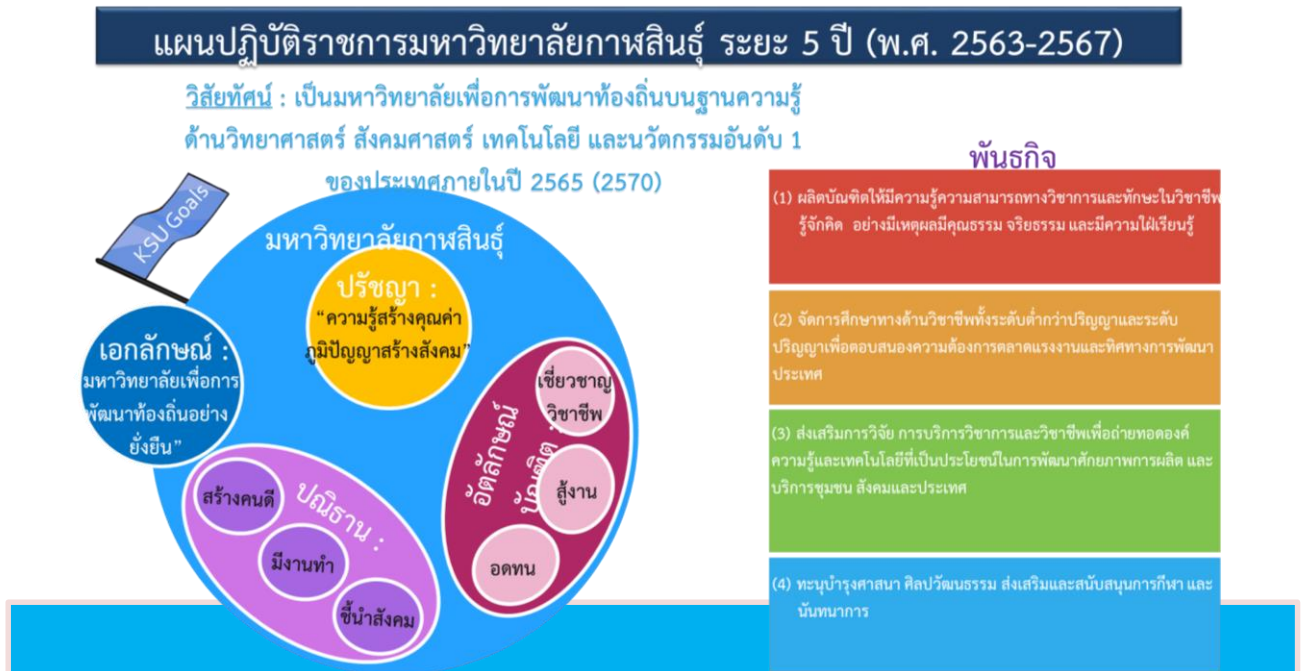 แผนปฏิบัติราชการมหาวิทยาลัยกาฬสินธุ์ ระยะ 5 ปี (พ.ศ. 2563-2567)
วิสัยทัศน์ : เป็นมหาวิทยาลัยเพื่อการพัฒนาท้องถิ่นบนฐานความรู้
ด้านวิทยาศาสตร์ สังคมศาสตร์ เทคโนโลยี และนวัตกรรมอันดับ 1
ของประเทศภายในปี 2565 (2570)
KSU Goals
มหาวิทยาลัยกาฬสินธุ์
ปรัชญา :
“ความรู้สร้างคุณค่า
ภูมิปัญญาสร้างสังคม”
เอกลักษณ์ :
มหาวิทยาลัยเพื่อการ
พัฒนาท้องถิ่นอย่าง
ยั่งยืน”
อัตลักษณ์
บัณฑิต :
เชี่ยวชาญ
วิชาชีพ
สู้งาน
อดทน
ปณิธาน :
สร้างคนดี
มีงานทำ
ชี้นำสังคม
พันธกิจ
(1) ผลิตบัณฑิตให้มีความรู้ความสามารถทางวิชาการและทักษะในวิชาชีพ
รู้จักคิด อย่างมีเหตุผลมีคุณธรรม จริยธรรม และมีความใฝ่เรียนรู้
(2) จัดการศึกษาทางด้านวิชาชีพทั้งระดับต่ำกว่าปริญญาและระดับ
ปริญญาเพื่อตอบสนองความต้องการตลาดแรงงานและทิศทางการพัฒนา
ประเทศ
(3) ส่งเสริมการวิจัย การบริการวิชาการและวิชาชีพเพื่อถ่ายทอดองค์
ความรู้และเทคโนโลยีที่เป็นประโยชน์ในการพัฒนาศักยภาพการผลิต และ
บริการชุมชน สังคมและประเทศ
(4) ทะนุบำรุงศาสนา ศิลปวัฒนธรรม ส่งเสริมและสนับสนุนการกีฬา และ
นันทนาการ